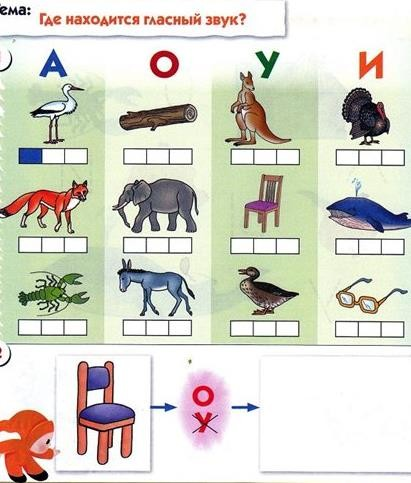 ема:
Где находится гласный звук?
А О У И
О
У